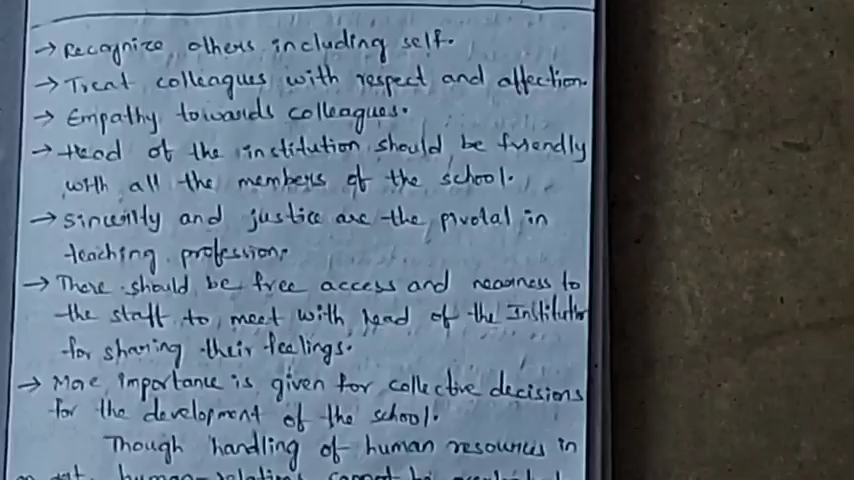 → Recognize others including self.
→ Treat colleagues with respect and affection.
→ Empathy towards colleagues.
→ Head of the institution should be friendly
with all the members of the school.
→ Sincerity and justice are the pivotal in
teaching profession.
→ There should be free access and nearness to
the staff to meet with head of the Institution
for sharing their feelings.
→ More importance is given for collective decisions
for the development of the school.
Though handling of human resources in
human relations cannot be